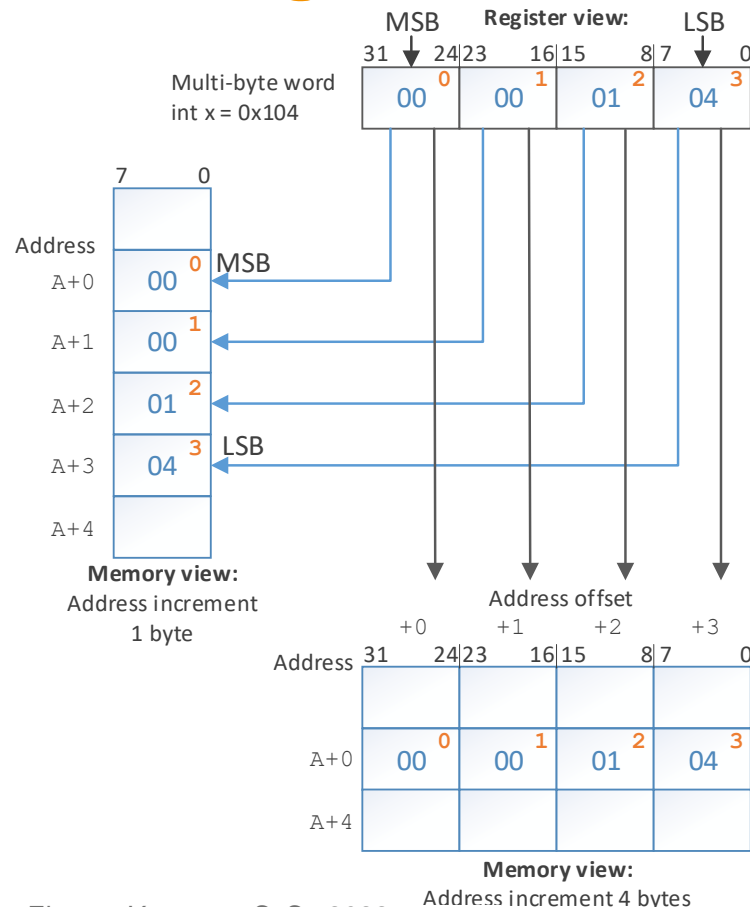 MSB Register view: LSB
31 24 23 16 15 8 7 0
Multi-byte word
int x = 0x104
00 0 00 1 01 2 04 3
7 0
Address
A+0 00 0 MSB
A+1 00 1
A+2 01 2
A+3 04 3 LSB
A+4
Memory view:
Address increment
1 byte
Address offset
+0 +1 +2 +3
Address 31 24 23 16 15 8 7 0
A+0 00 0 00 1 01 2 04 3
A+4
Memory view:
Address increment 4 bytes